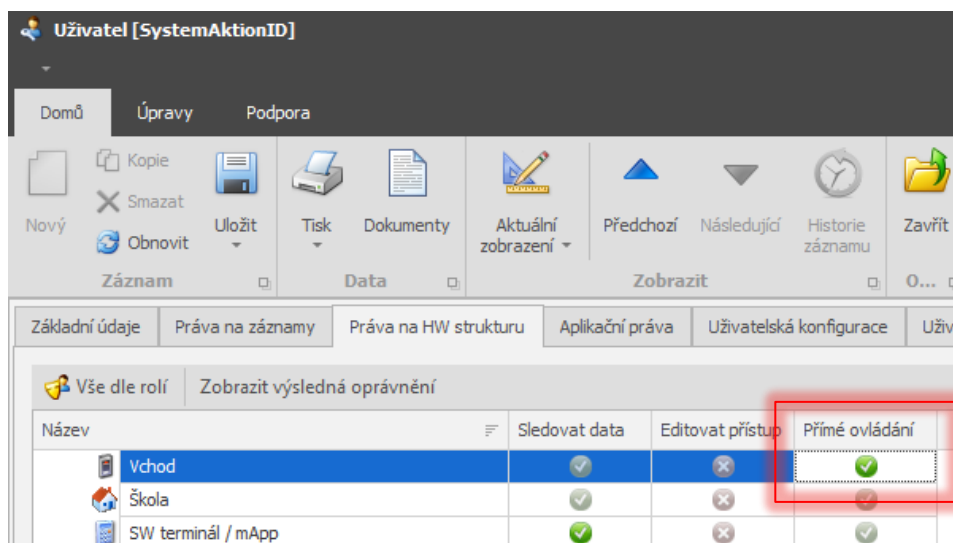 Uživatel [SystemAktionID]
Domů Úpravy Podpora
Nový
Kopie
Smazat
Obnovit
Uložit
Tisk
Dokumenty
Aktuální
zobrazení
Předchozí
Následující
Historie
záznamu
Zavřít
Záznam Data Zobrazit O...
Základní údaje Práva na záznamy Práva na HW strukturu Aplikační práva Uživatelská konfigurace
Vše dle rolí Zobrazit výsledná oprávnění
Název Sledovat data Editovat přístup Přímé ovládání
Vchod
Škola
SW terminál / mApp